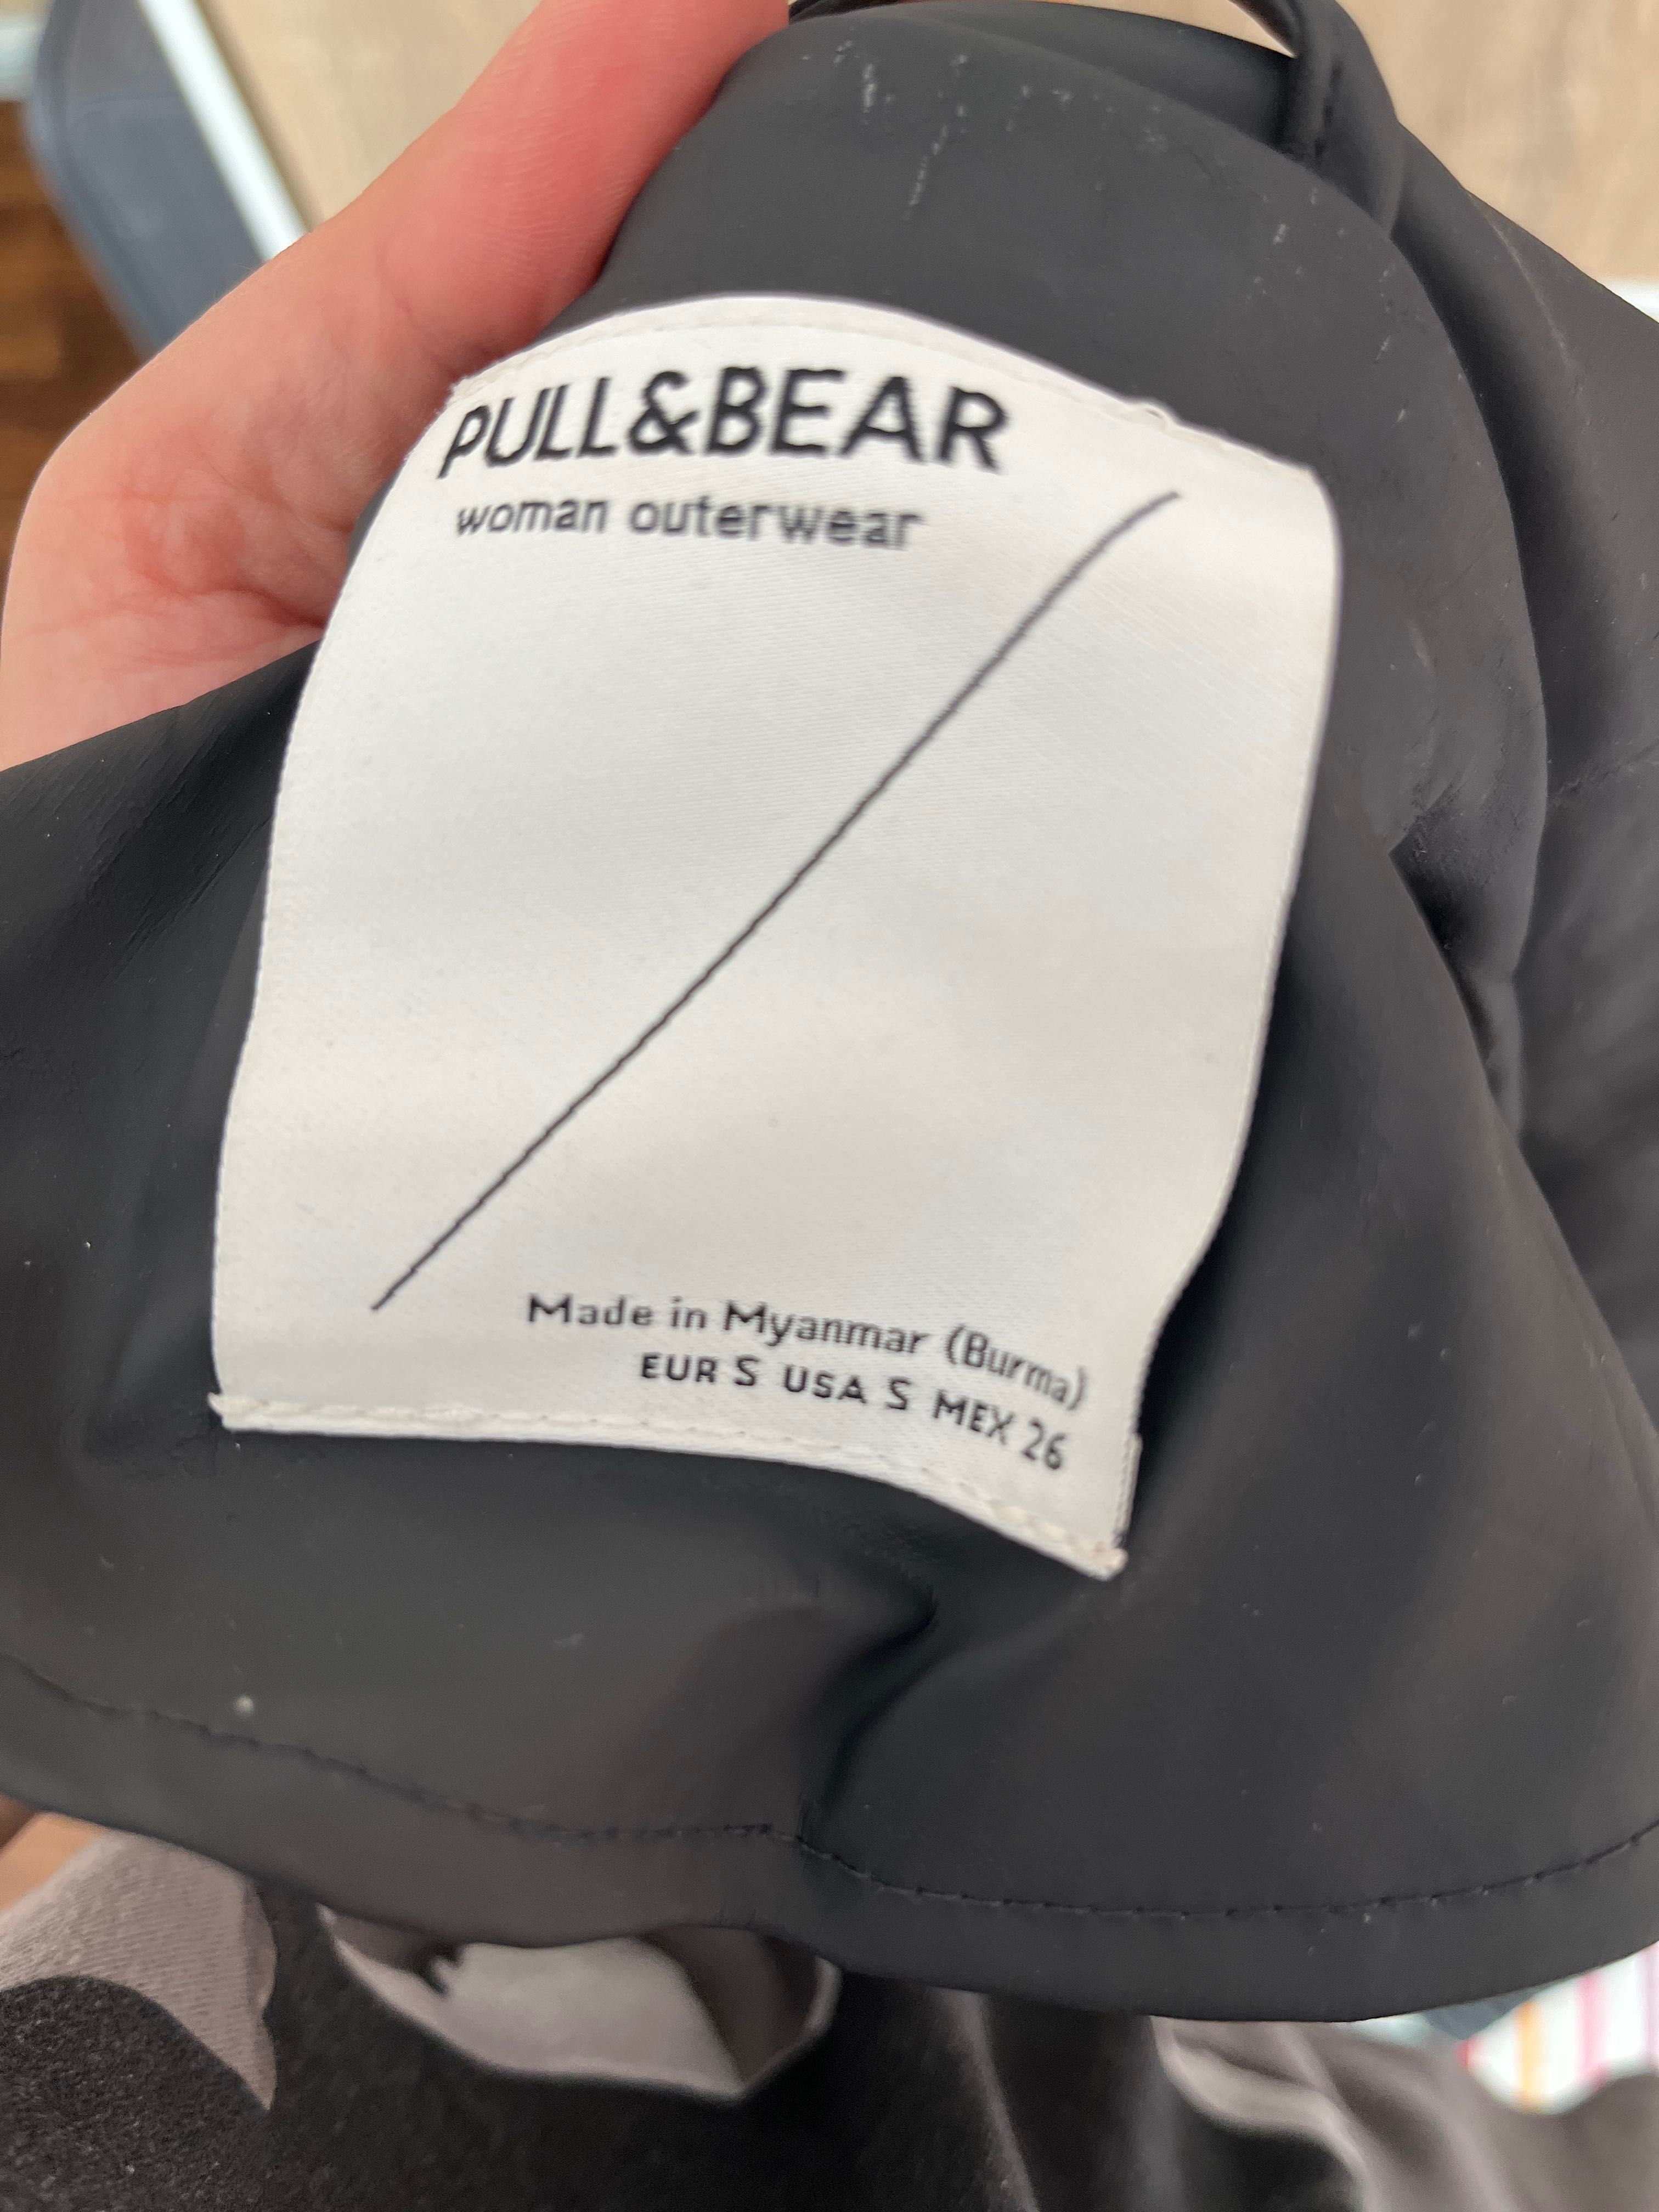 PULL&BEAR
woman outerwear
Made in Myanmar (Burma)
EUR S USA S MEX 26